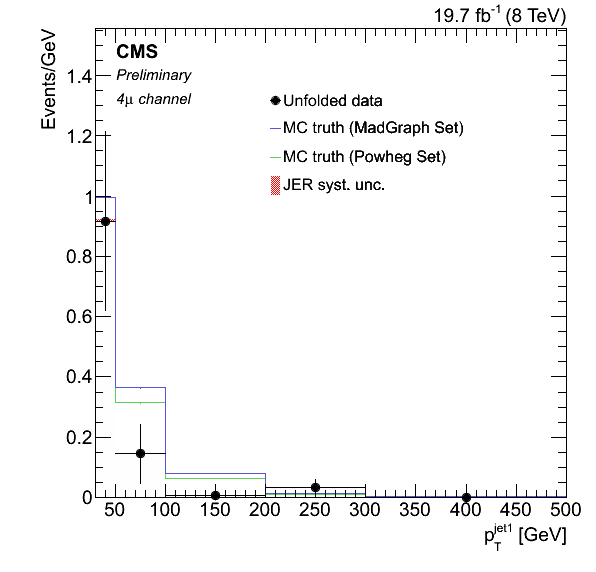 19.7 fb⁻¹ (8 TeV)
Events/GeV
CMS
Preliminary
4μ channel
Unfolded data
MC truth (MadGraph Set)
MC truth (Powheg Set)
JER syst. unc.
1.4
1.2
1
0.8
0.6
0.4
0.2
0
50 100 150 200 250 300 350 400 450 500
p_T^jet1 [GeV]